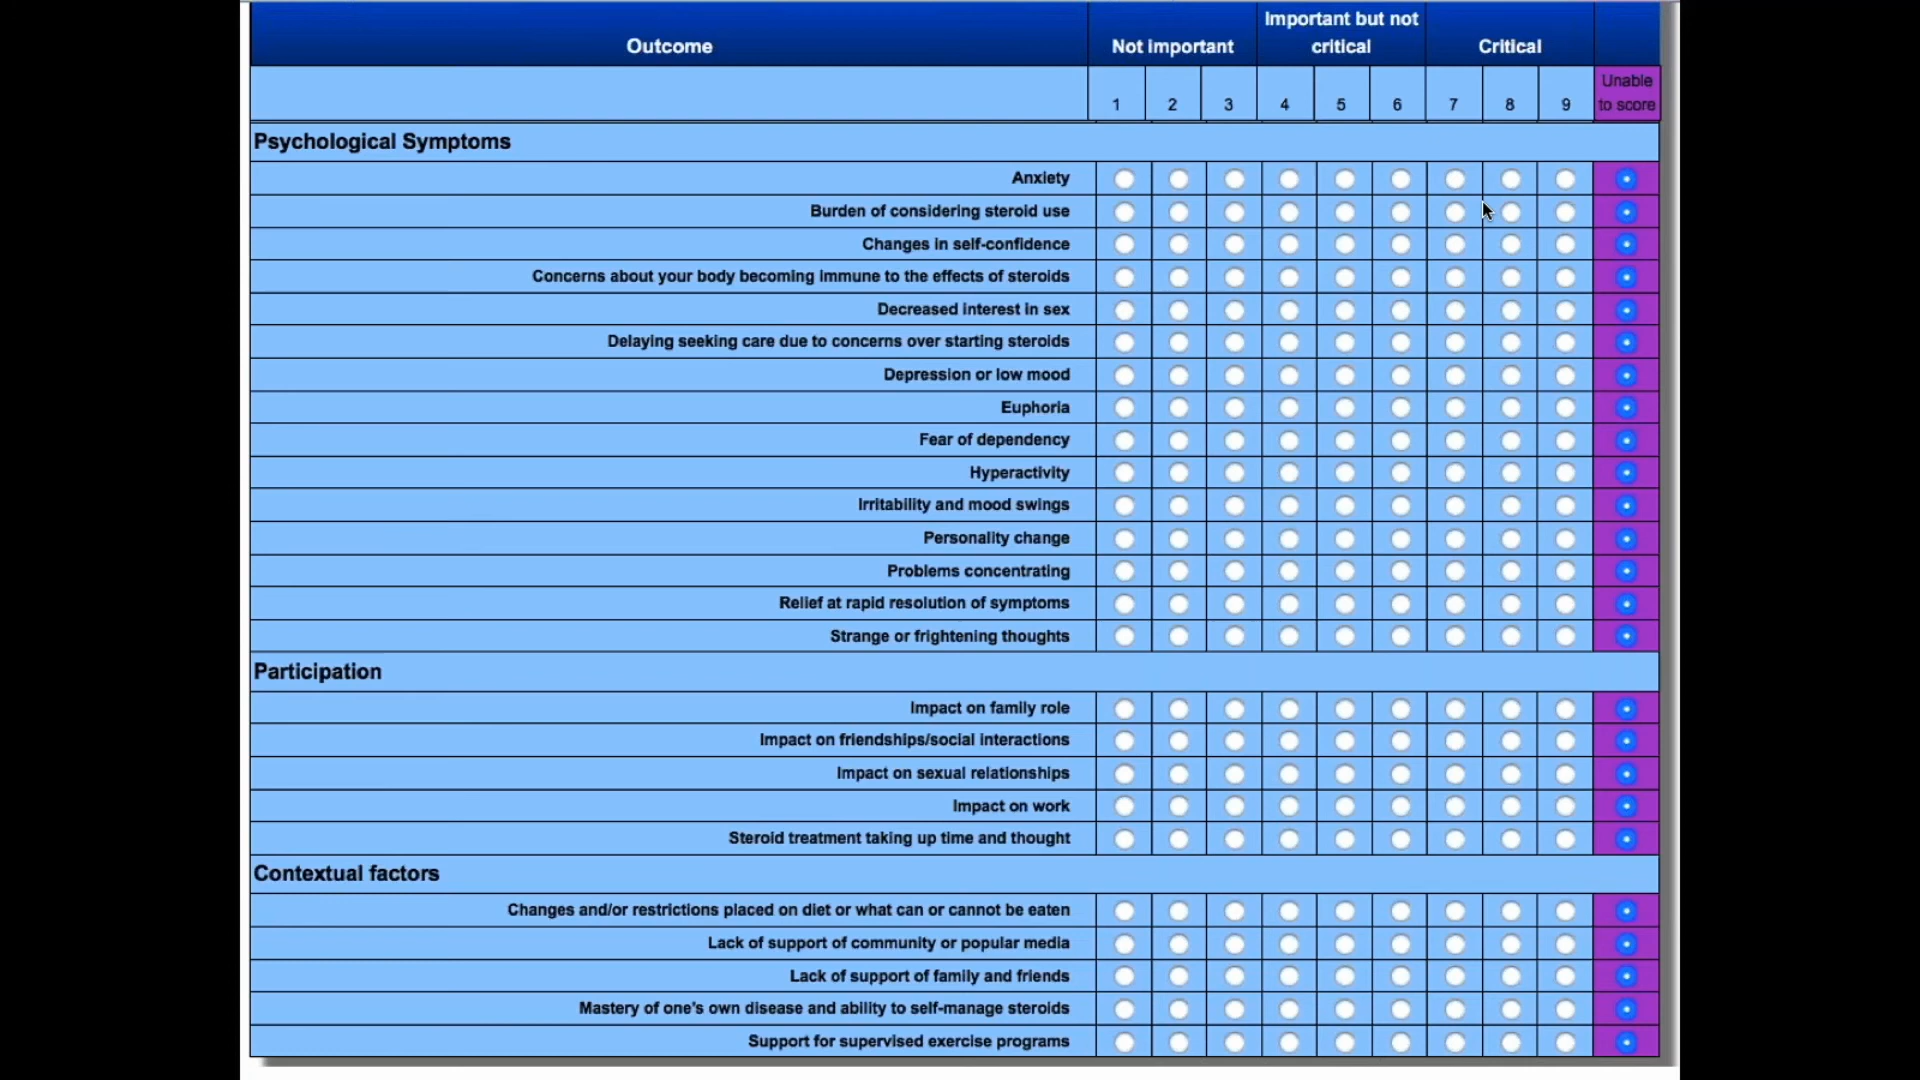 Outcome
Not important
Important but not
critical
Critical
1 2 3 4 5 6 7 8 9
Unable
to score
Psychological Symptoms
Anxiety
Burden of considering steroid use
Changes in self-confidence
Concerns about your body becoming immune to the effects of steroids
Decreased interest in sex
Delaying seeking care due to concerns over starting steroids
Depression or low mood
Euphoria
Fear of dependency
Hyperactivity
Irritability and mood swings
Personality change
Problems concentrating
Relief at rapid resolution of symptoms
Strange or frightening thoughts
Participation
Impact on family role
Impact on friendships/social interactions
Impact on sexual relationships
Impact on work
Steroid treatment taking up time and thought
Contextual factors
Changes and/or restrictions placed on diet or what can or cannot be eaten
Lack of support of community or popular media
Lack of support of family and friends
Mastery of one's own disease and ability to self-manage steroids
Support for supervised exercise programs